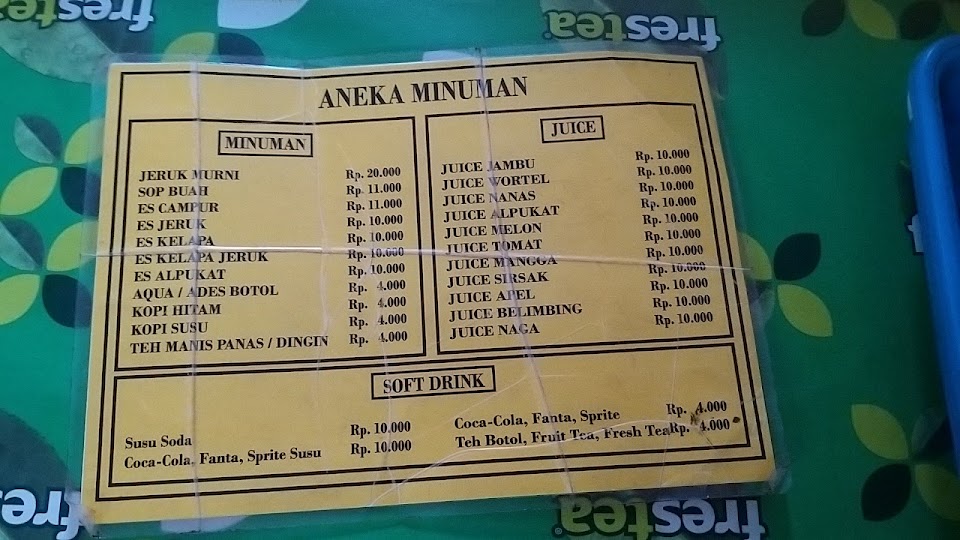 frestea
frestea
ANEKA MINUMAN
MINUMAN
JERUK MURNI Rp. 20.000
SOP BUAH Rp. 11.000
ES CAMPUR Rp. 11.000
ES JERUK Rp. 10.000
ES KELAPA Rp. 10.000
ES KELAPA JERUK Rp. 10.000
ES ALPUKAT Rp. 10.000
AQUA / ADES BOTOL Rp. 4.000
KOPI HITAM Rp. 4.000
KOPI SUSU Rp. 4.000
TEH MANIS PANAS / DINGIN Rp. 4.000
JUICE
JUICE JAMBU Rp. 10.000
JUICE WORTEL Rp. 10.000
JUICE NANAS Rp. 10.000
JUICE ALPUKAT Rp. 10.000
JUICE MELON Rp. 10.000
JUICE TOMAT Rp. 10.000
JUICE MANGGA Rp. 10.000
JUICE SIRSAK Rp. 10.000
JUICE APEL Rp. 10.000
JUICE BELIMBING Rp. 10.000
JUICE NAGA Rp. 10.000
SOFT DRINK
Susu Soda Rp. 10.000
Coca-Cola, Fanta, Sprite Susu Rp. 10.000
Coca-Cola, Fanta, Sprite Rp. 4.000
Teh Botol, Fruit Tea, Fresh Tea Rp. 4.000
frestea